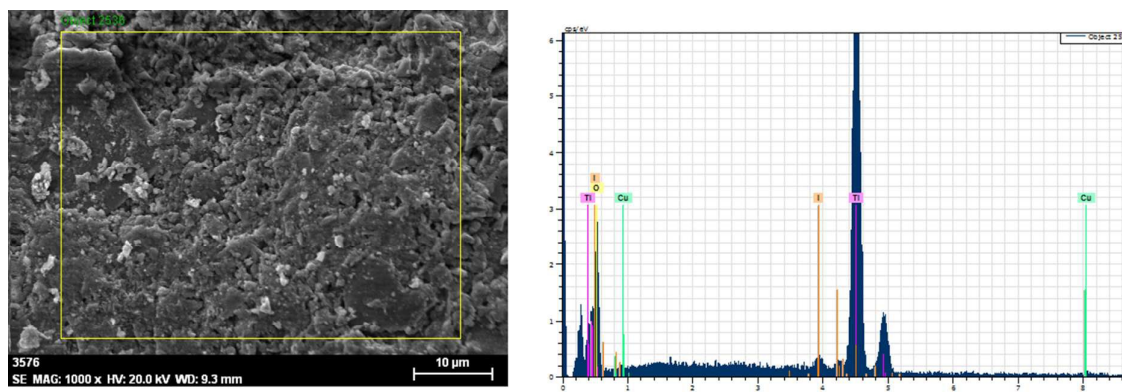 Object 2538
3576
SE MAG: 1000 x HV: 20.0 kV WD: 9.3 mm
10 µm
cps/eV
Object 25
6
5
4
3
2
1
0
I
O
Ti
Cu
I
Ti
Cu
0 1 2 3 4 5 6 7 8